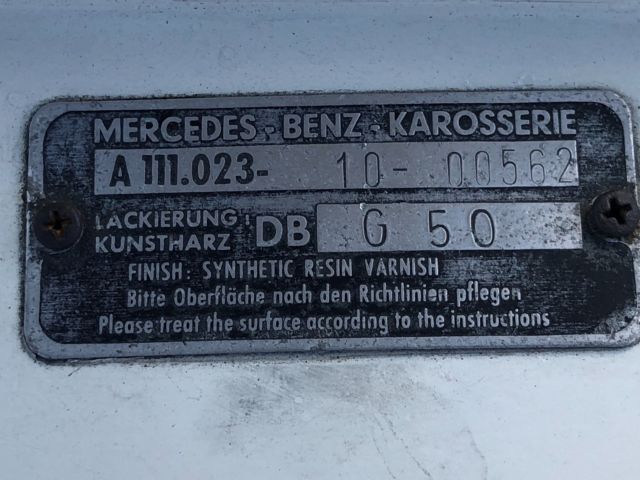 MERCEDES-BENZ-KAROSSERIE
A 111.023- 10- 00562
LACKIERUNG:
KUNSTHARZ DB G 50
FINISH: SYNTHETIC RESIN VARNISH
Bitte Oberfläche nach den Richtlinien pflegen
Please treat the surface according to the instructions